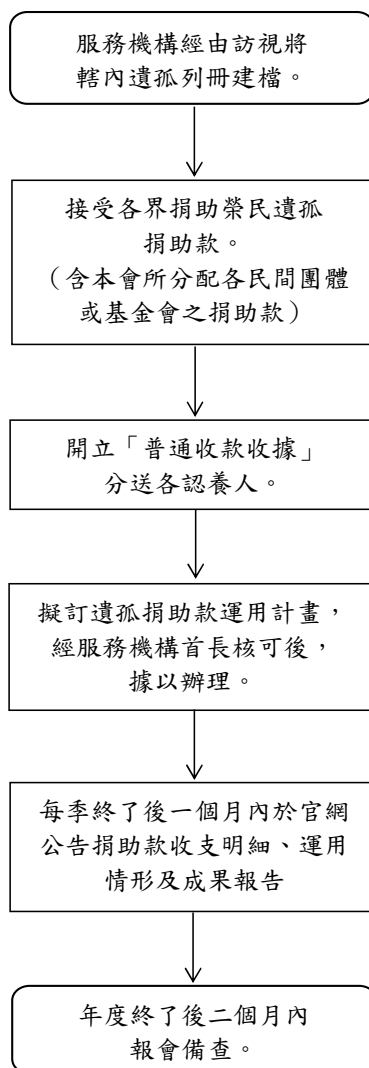 服務機構經由訪視將
轄內遺孤列冊建檔。
接受各界捐助榮民遺孤
捐助款。
（含本會所分配各民間團體
或基金會之捐助款）
開立「普通收款收據」
分送各認養人。
擬訂遺孤捐助款運用計畫，
經服務機構首長核可後，
據以辦理。
每季終了後一個月內於官網
公告捐助款收支明細、運用
情形及成果報告
年度終了後二個月內
報會備查。